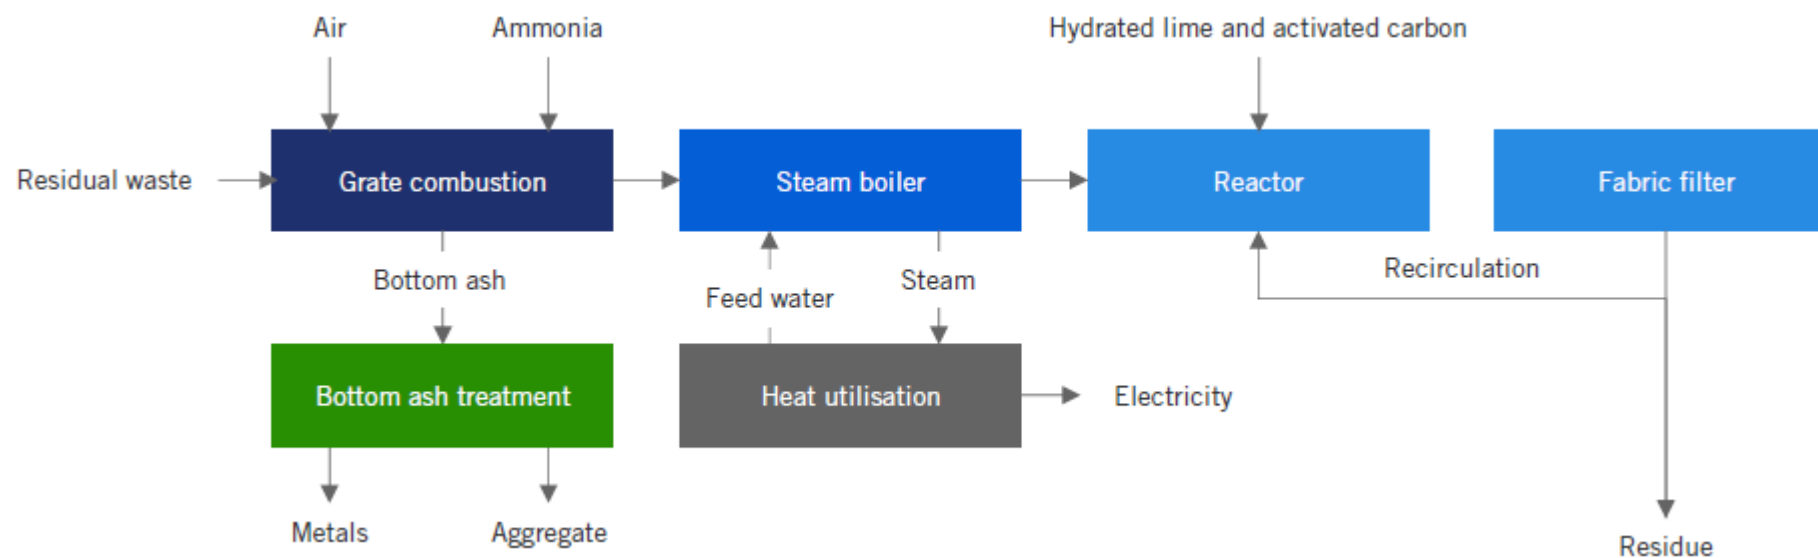 Air
Ammonia
Hydrated lime and activated carbon
Residual waste
Grate combustion
Steam boiler
Reactor
Fabric filter
Bottom ash
Feed water
Steam
Recirculation
Bottom ash treatment
Heat utilisation
Electricity
Metals
Aggregate
Residue